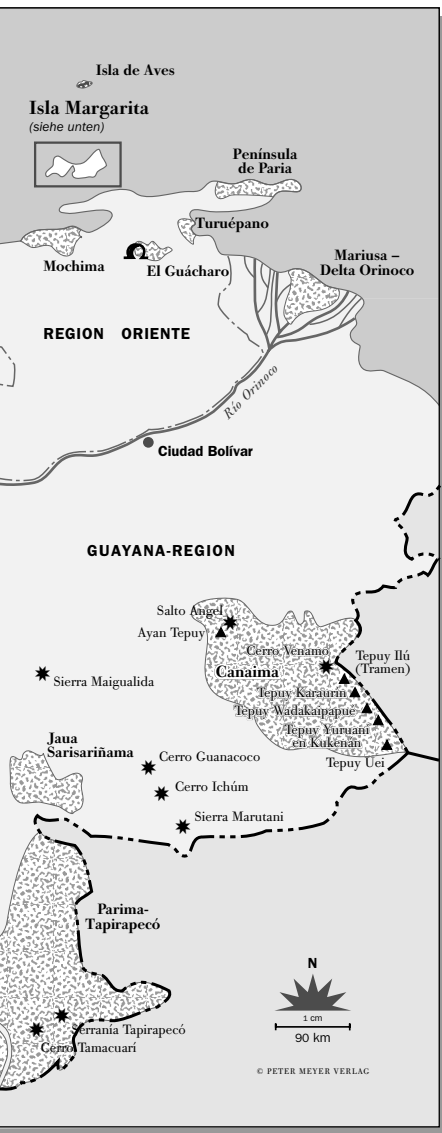 Isla de Aves
Isla Margarita
(siehe unten)
Península
de Paria
Turuépano
Mochima
El Guácharo
Mariusa –
Delta Orinoco
REGION ORIENTE
Río Orinoco
Ciudad Bolívar
GUAYANA-REGION
Salto Angel
Ayan Tepuy
Cerro Venamo
Tepuy Ilú
(Tramen)
Canaima
Sierra Maigualida
Tepuy Karaurín
Tepuy Wadakaipapue
Tepuy Yuruani
en Kukenán
Tepuy Uei
Jaua
Sarisariñama
Cerro Guanacoco
Cerro Ichúm
Sierra Marutani
Parima-
Tapirapecó
Serranía Tapirapecó
Cerro Tamacuarí
N
1 cm
90 km
© PETER MEYER VERLAG